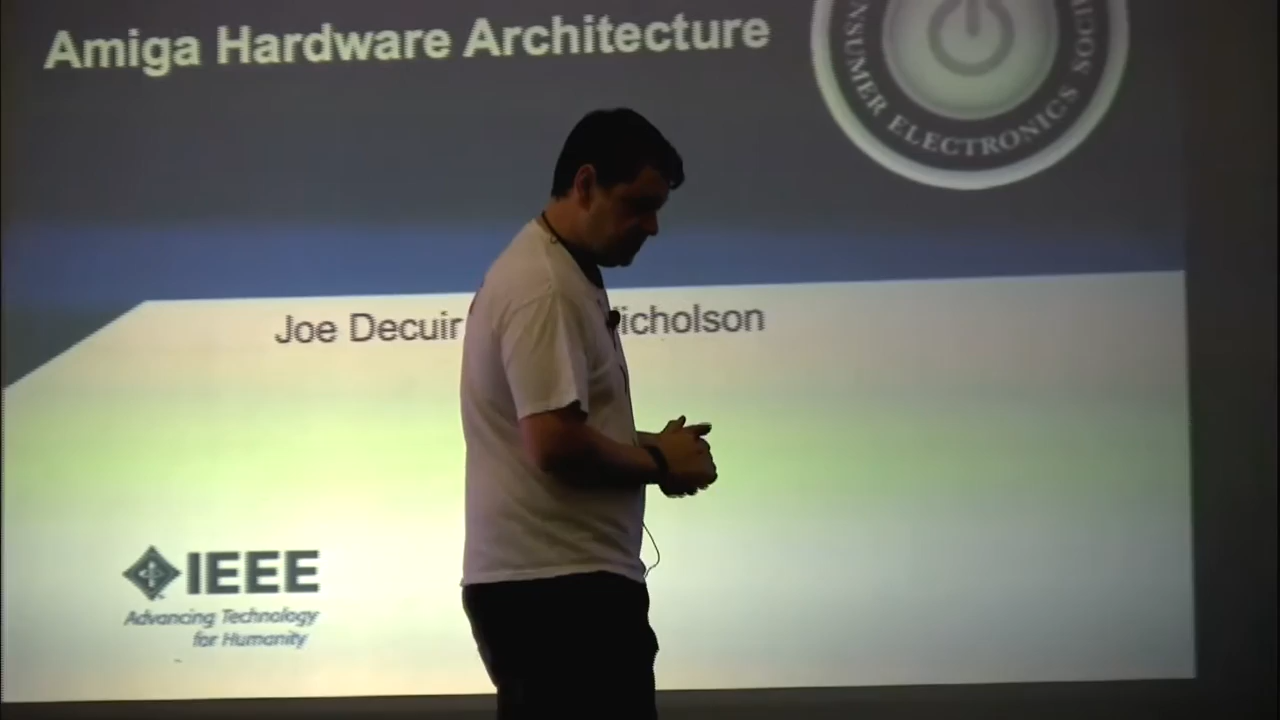 Amiga Hardware Architecture
NSUMER ELECTRONICS SOCI
Joe Decuir icholson
IEEE
Advancing Technology
for Humanity